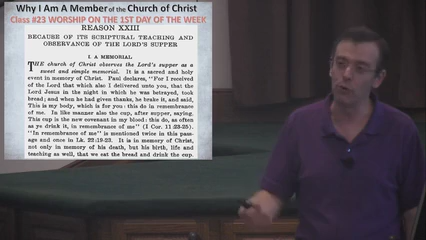 Why I Am A Member of the Church of Christ
Class #23 WORSHIP ON THE 1ST DAY OF THE WEEK
REASON XXIII
BECAUSE OF ITS SCRIPTURAL TEACHING AND
OBSERVANCE OF THE LORD'S SUPPER
I. A MEMORIAL
THE church of Christ observes the Lord's supper as a
sweet and simple memorial. It is a sacred and holy
event in memory of Christ. Paul declares, "For I received
of the Lord that which also I delivered unto you, that the
Lord Jesus in the night in which he was betrayed, took
bread; and when he had given thanks, he brake it, and said,
This is my body, which is for you: this do in remembrance
of me. In like manner also the cup, after supper, saying,
This cup is the new covenant in my blood: this do, as often
as ye drink it, in remembrance of me" (I Cor. 11:23-25).
"In remembrance of me" is mentioned twice in this pas-
sage and once in Lk. 22:19-23. It is in memory of Christ,
not only in memory of his death, but his birth, life and
teaching as well, that we eat the bread and drink the cup.